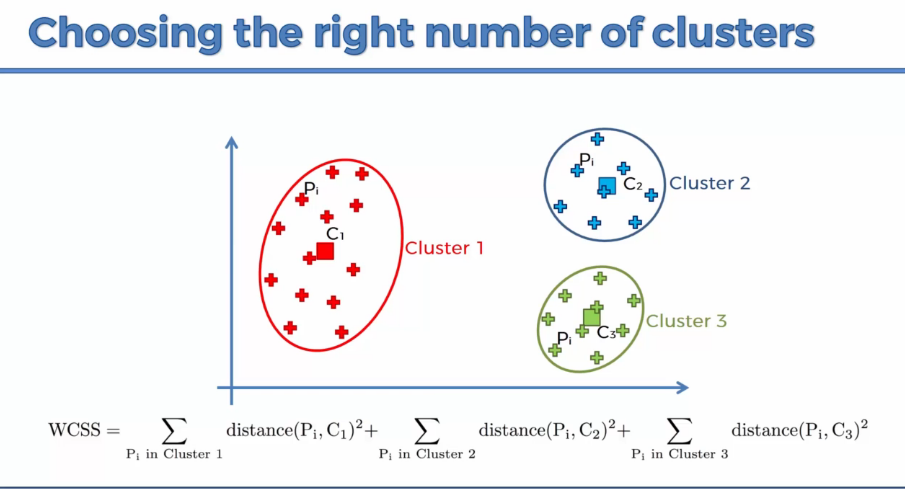 Choosing the right number of clusters
Pᵢ
C₁
Cluster 1
Pᵢ
C₂
Cluster 2
Pᵢ
C₃
Cluster 3
WCSS = ∑ distance(Pᵢ, C₁)² + ∑ distance(Pᵢ, C₂)² + ∑ distance(Pᵢ, C₃)²
Pᵢ in Cluster 1 Pᵢ in Cluster 2 Pᵢ in Cluster 3